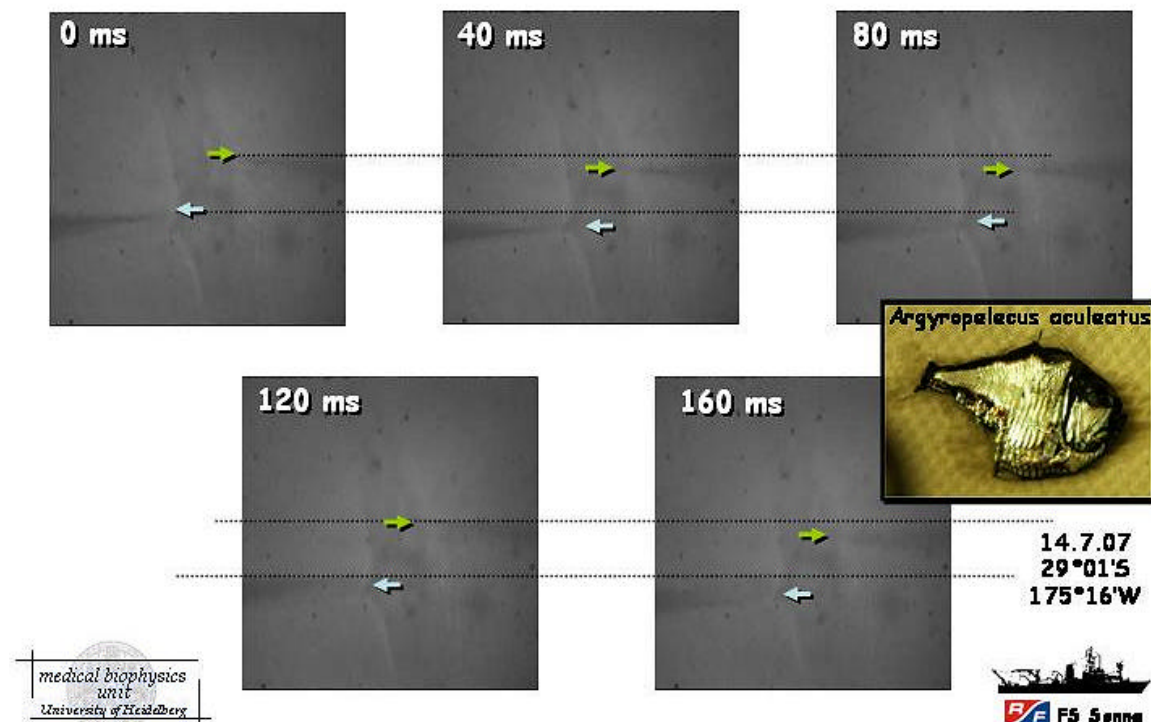 0 ms
40 ms
80 ms
Argyropelecus aculeatus
120 ms
160 ms
14.7.07
29°01'S
175°16'W
medical biophysics
unit
University of Heidelberg
FS Sonne